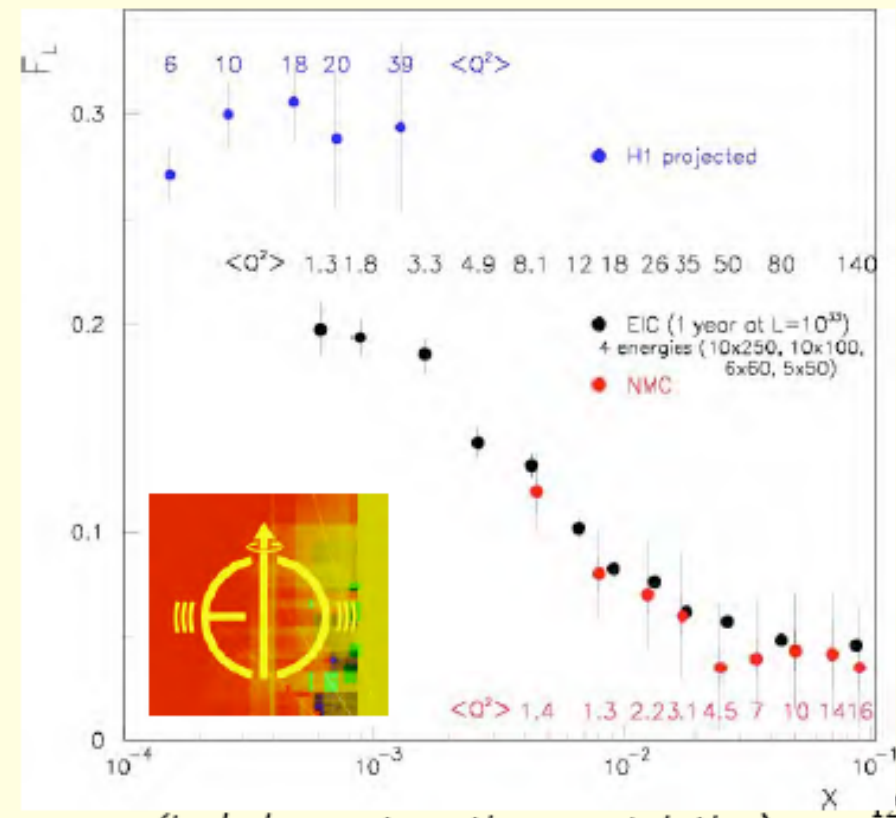 F_L
6 10 18 20 39 <Q²>
0.3
H1 projected
<Q²> 1.3 1.8 3.3 4.9 8.1 12 18 26 35 50 80 140
0.2
EIC (1 year at L=10³³)
4 energies (10x250, 10x100,
6x60, 5x50)
NMC
0.1
<Q²> 1.4 1.3 2.2 3.1 4.5 7 10 14 16
0
10⁻⁴ 10⁻³ 10⁻² 10⁻¹
X